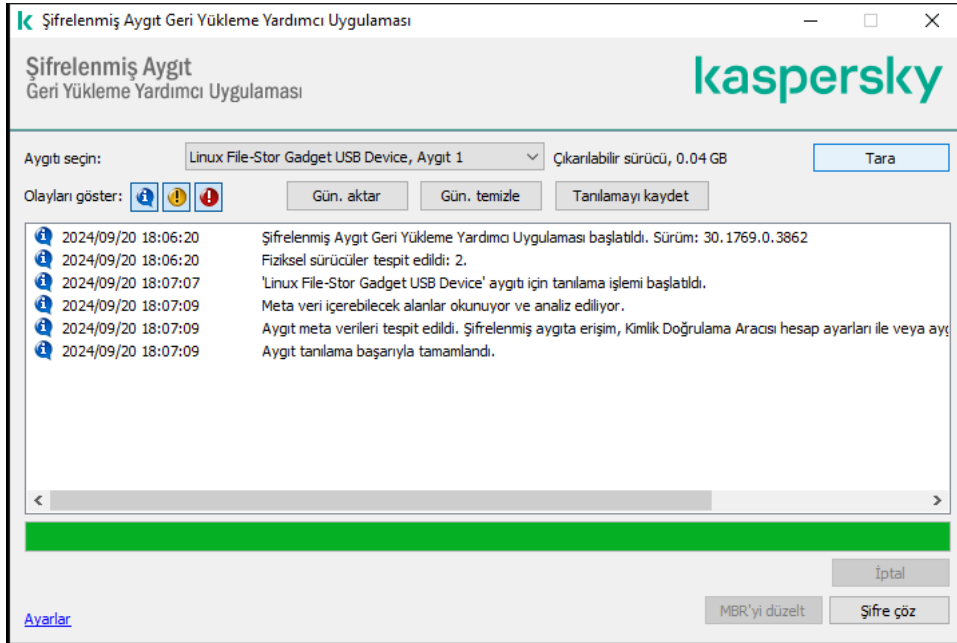 Şifrelenmiş Aygıt Geri Yükleme Yardımcı Uygulaması
Şifrelenmiş Aygıt
Geri Yükleme Yardımcı Uygulaması
kaspersky
Aygıtı seçin: Linux File-Stor Gadget USB Device, Aygıt 1 Çıkarılabilir sürücü, 0.04 GB Tara
Olayları göster: Gün. aktar Gün. temizle Tanılamayı kaydet
2024/09/20 18:06:20 Şifrelenmiş Aygıt Geri Yükleme Yardımcı Uygulaması başlatıldı. Sürüm: 30.1769.0.3862
2024/09/20 18:06:20 Fiziksel sürücüler tespit edildi: 2.
2024/09/20 18:07:07 'Linux File-Stor Gadget USB Device' aygıtı için tanılama işlemi başlatıldı.
2024/09/20 18:07:09 Meta veri içerebilecek alanlar okunuyor ve analiz ediliyor.
2024/09/20 18:07:09 Aygıt meta verileri tespit edildi. Şifrelenmiş aygıta erişim, Kimlik Doğrulama Aracısı hesap ayarları ile veya
2024/09/20 18:07:09 Aygıt tanılama başarıyla tamamlandı.
İptal
Ayarlar MBR'yi düzelt Şifre çöz